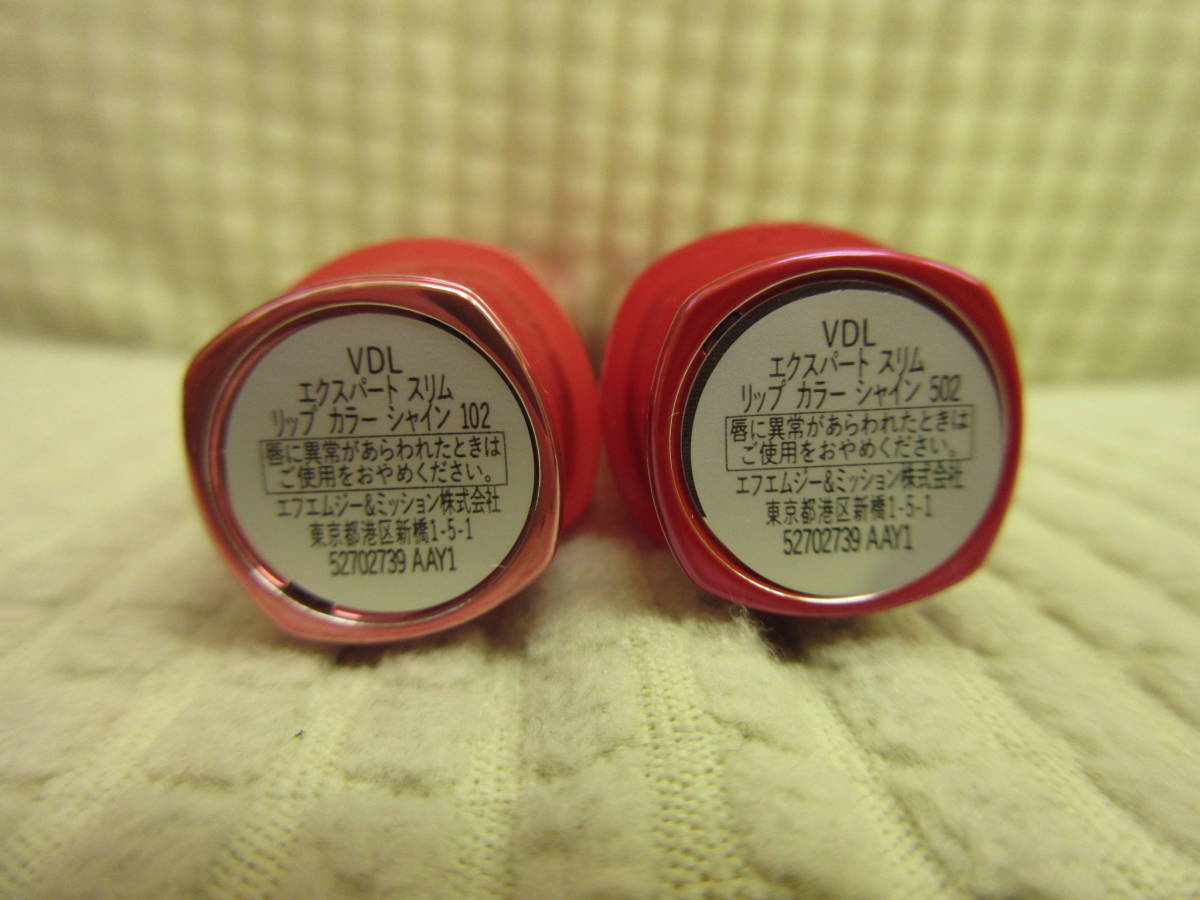 VDL
エクスパート スリム
リップ カラー シャイン 102
唇に異常があらわれたときは
ご使用をおやめください。
エフエムジー&ミッション株式会社
東京都港区新橋1-5-1
52702739 AAY1
VDL
エクスパート スリム
リップ カラー シャイン 502
唇に異常があらわれたときは
ご使用をおやめください。
エフエムジー&ミッション株式会社
東京都港区新橋1-5-1
52702739 AAY1